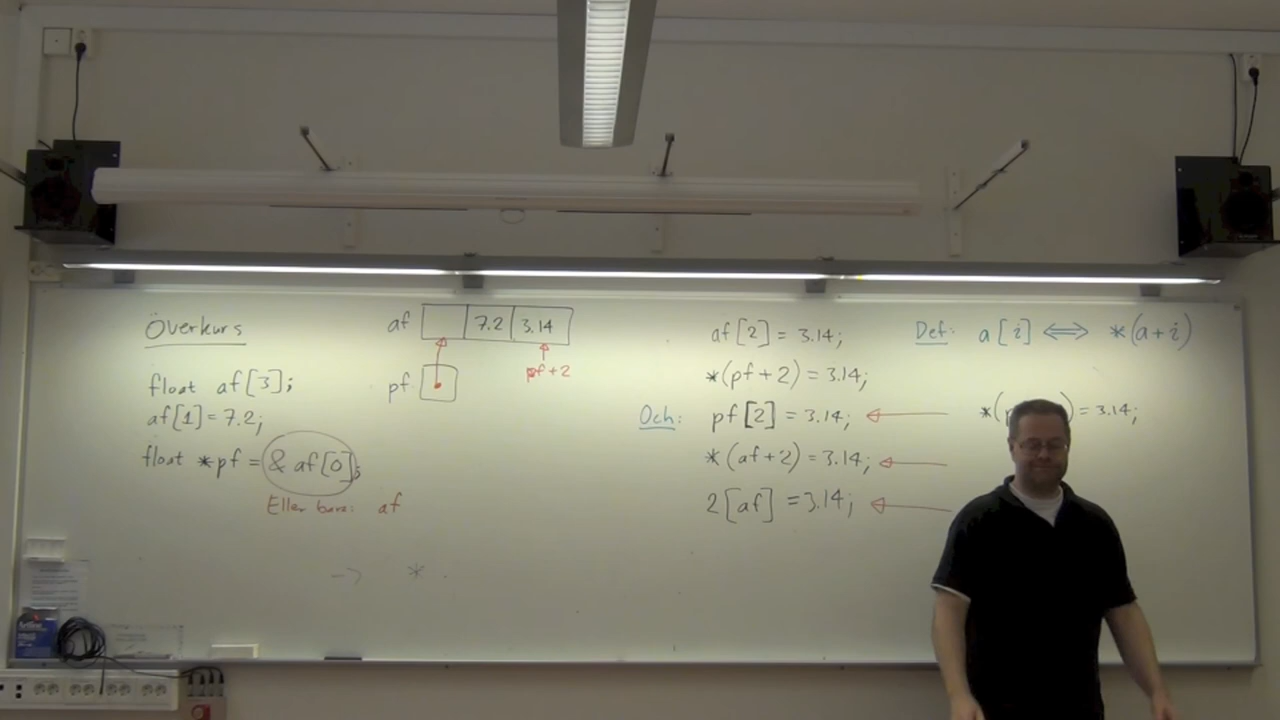 Överkurs
float af[3];
af[1] = 7.2;
float *pf = & af[0];
Eller bara: af
-> *.
af 7.2 3.14
pf pf+2
af[2] = 3.14;
*(pf+2) = 3.14;
Och: pf[2] = 3.14;
*(af+2) = 3.14;
2[af] = 3.14;
Def: a[i] ⟺ *(a+i)
*(p ) = 3.14;